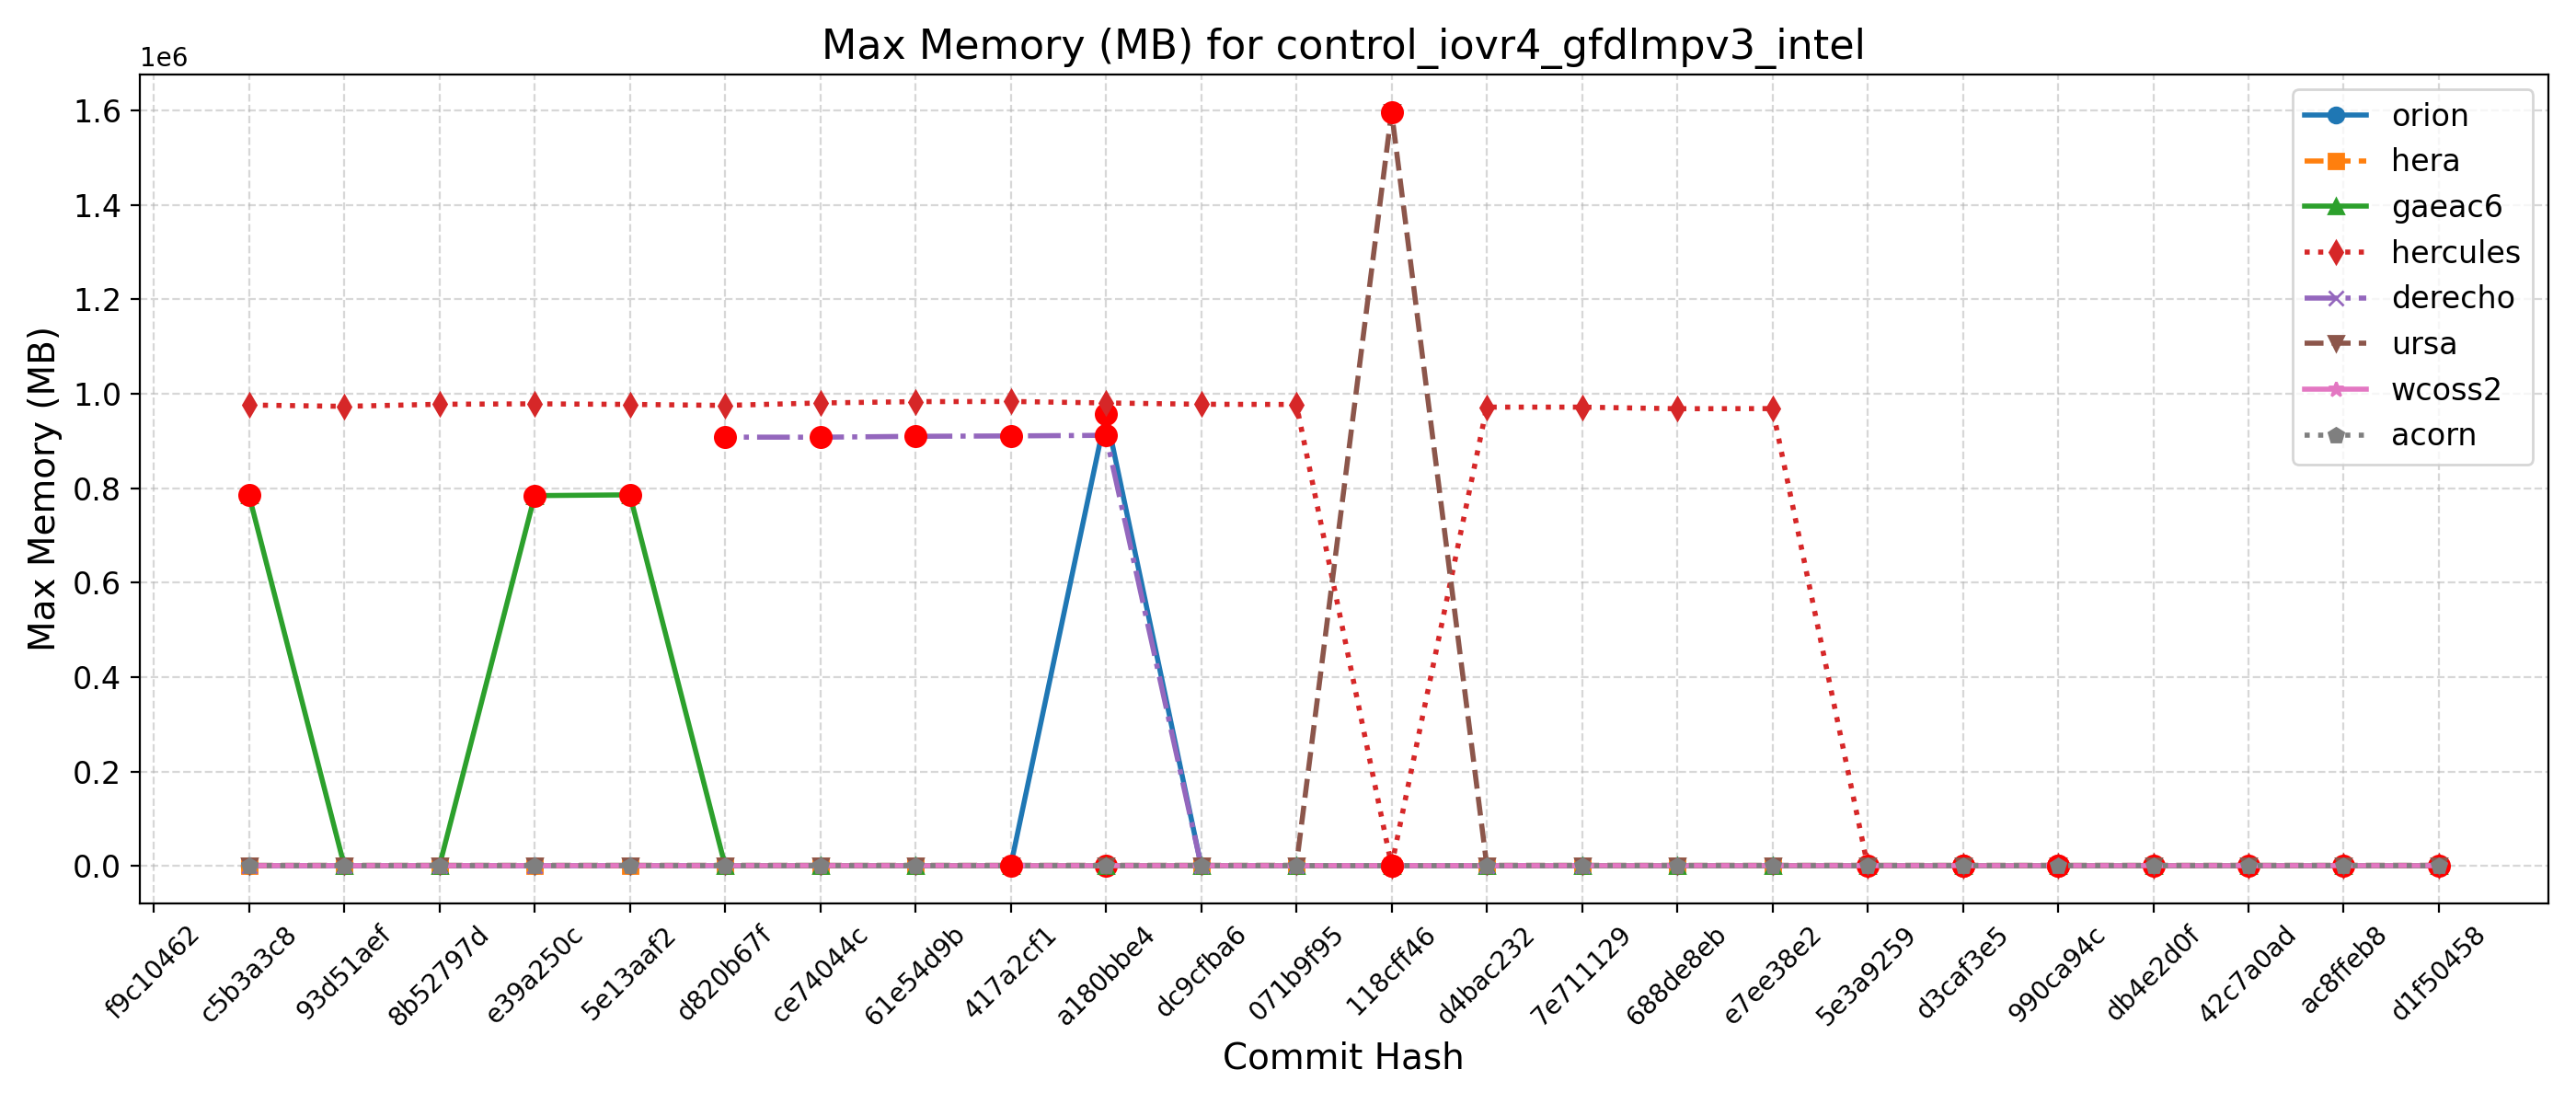 Max Memory (MB) for control_iovr4_gfdlmpv3_intel
1e6
1.6
1.4
1.2
1.0
0.8
0.6
0.4
0.2
0.0
Max Memory (MB)
orion
hera
gaeac6
hercules
derecho
ursa
wcoss2
acorn
f9c10462
c5b3a3c8
93d51aef
8b52797d
e39a250c
5e13aaf2
d820b67f
ce74044c
61e54d9b
417a2cf1
a180bbe4
dc9cfba6
071b9f95
118cff46
d4bac232
7e711129
688de8eb
e7ee38e2
5e3a9259
d3caf3e5
990ca94c
db4e2d0f
42c7a0ad
ac8ffeb8
d1f50458
Commit Hash